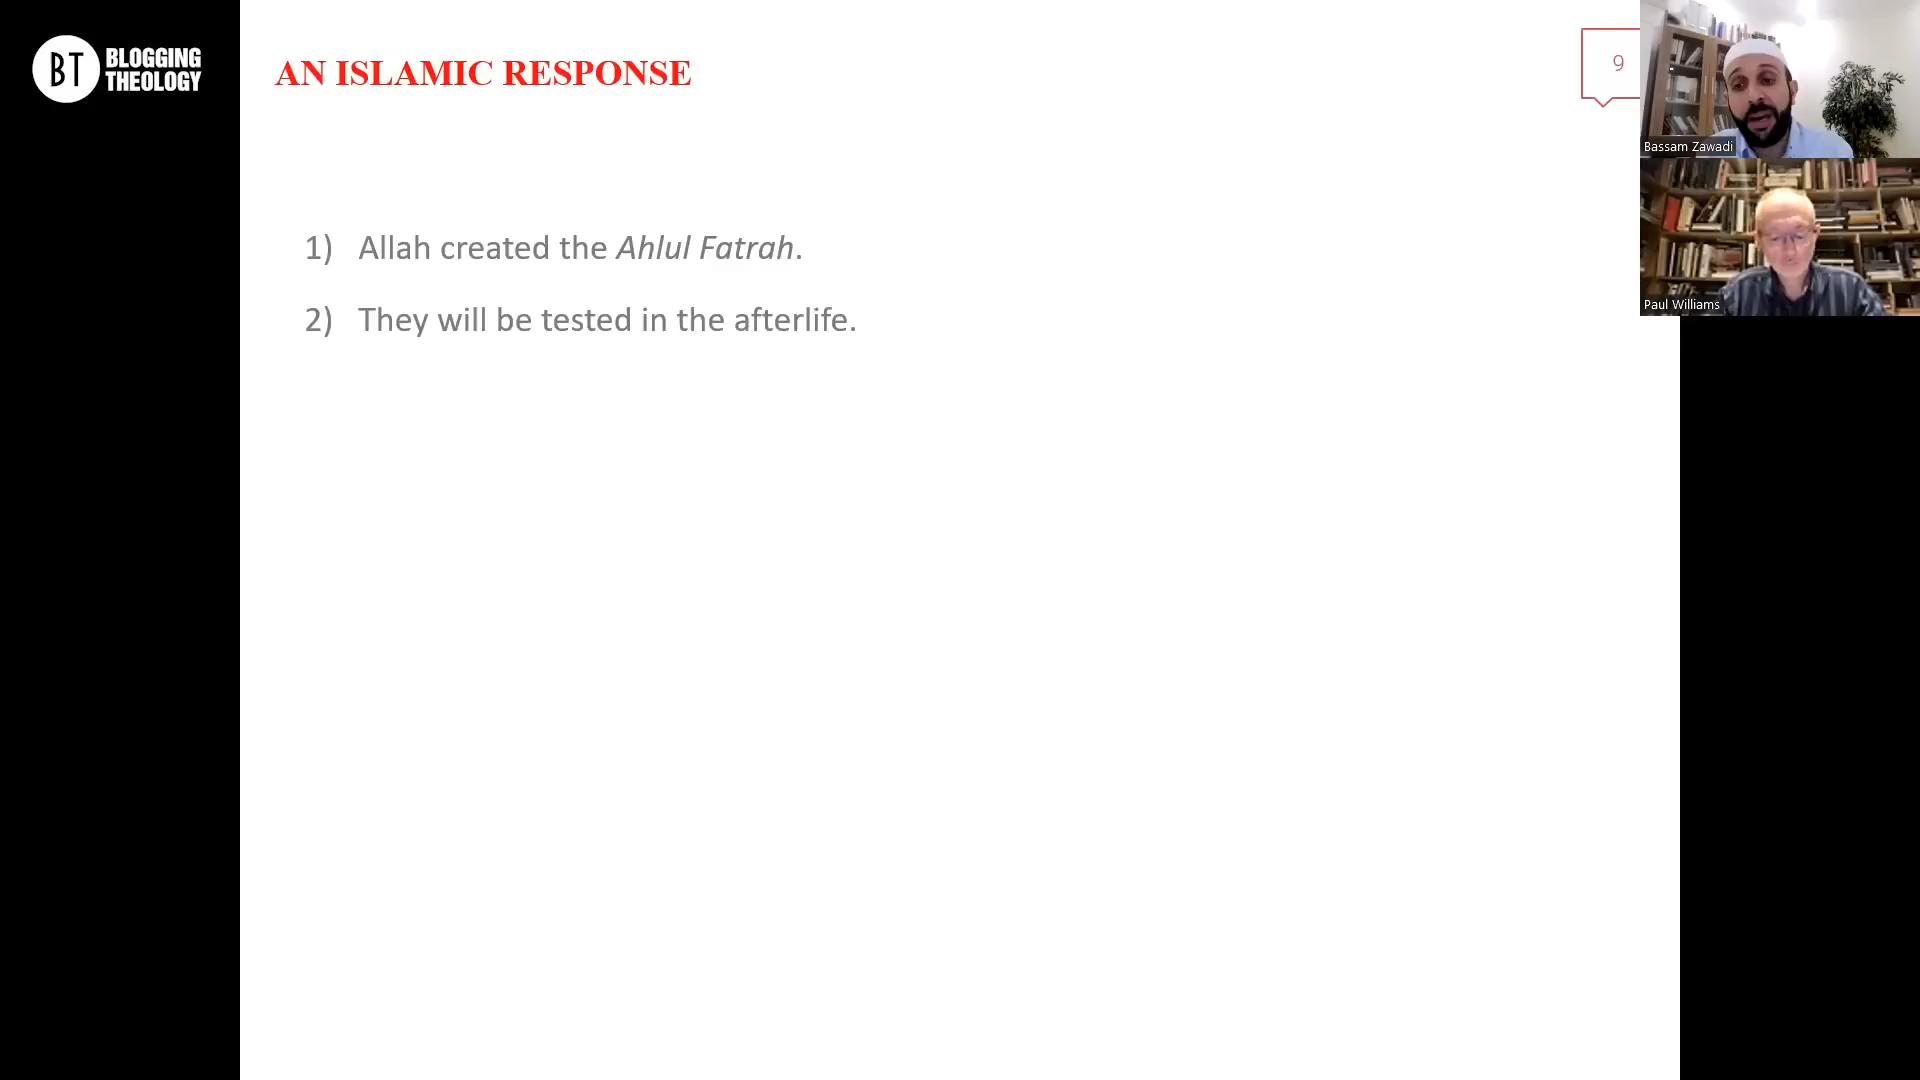 BT BLOGGING
THEOLOGY
AN ISLAMIC RESPONSE
9
1) Allah created the Ahlul Fatrah.
2) They will be tested in the afterlife.
Bassam Zawadi
Paul Williams